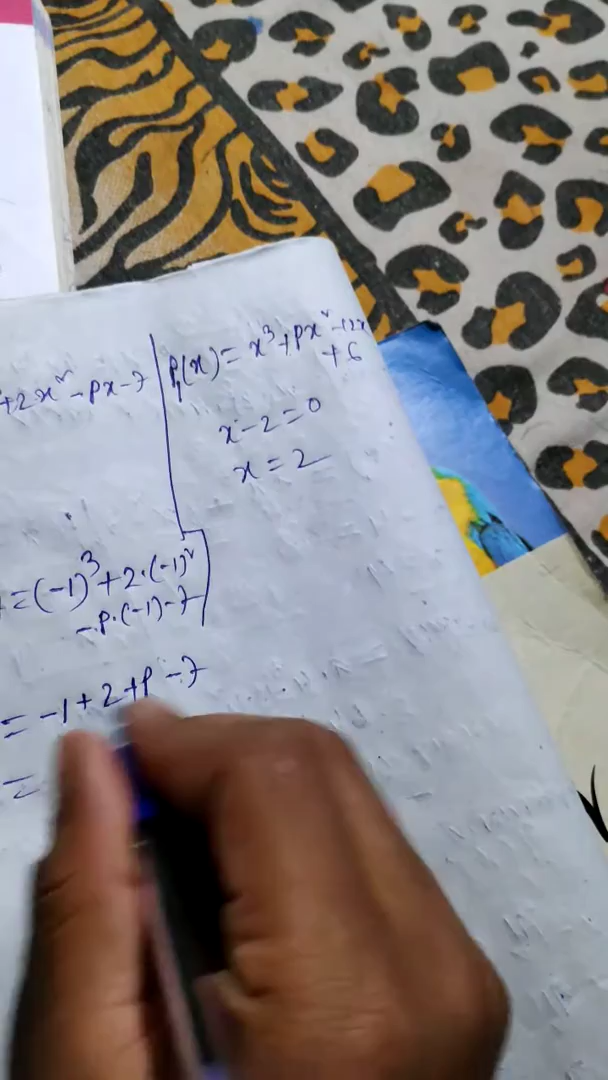 +2x² - px - 7
P₁(x) = x³ + px² - 12x
+ 6
x - 2 = 0
x = 2
= (-1)³ + 2·(-1)²
- p·(-1) - 7
= -1 + 2 + p - 7
=